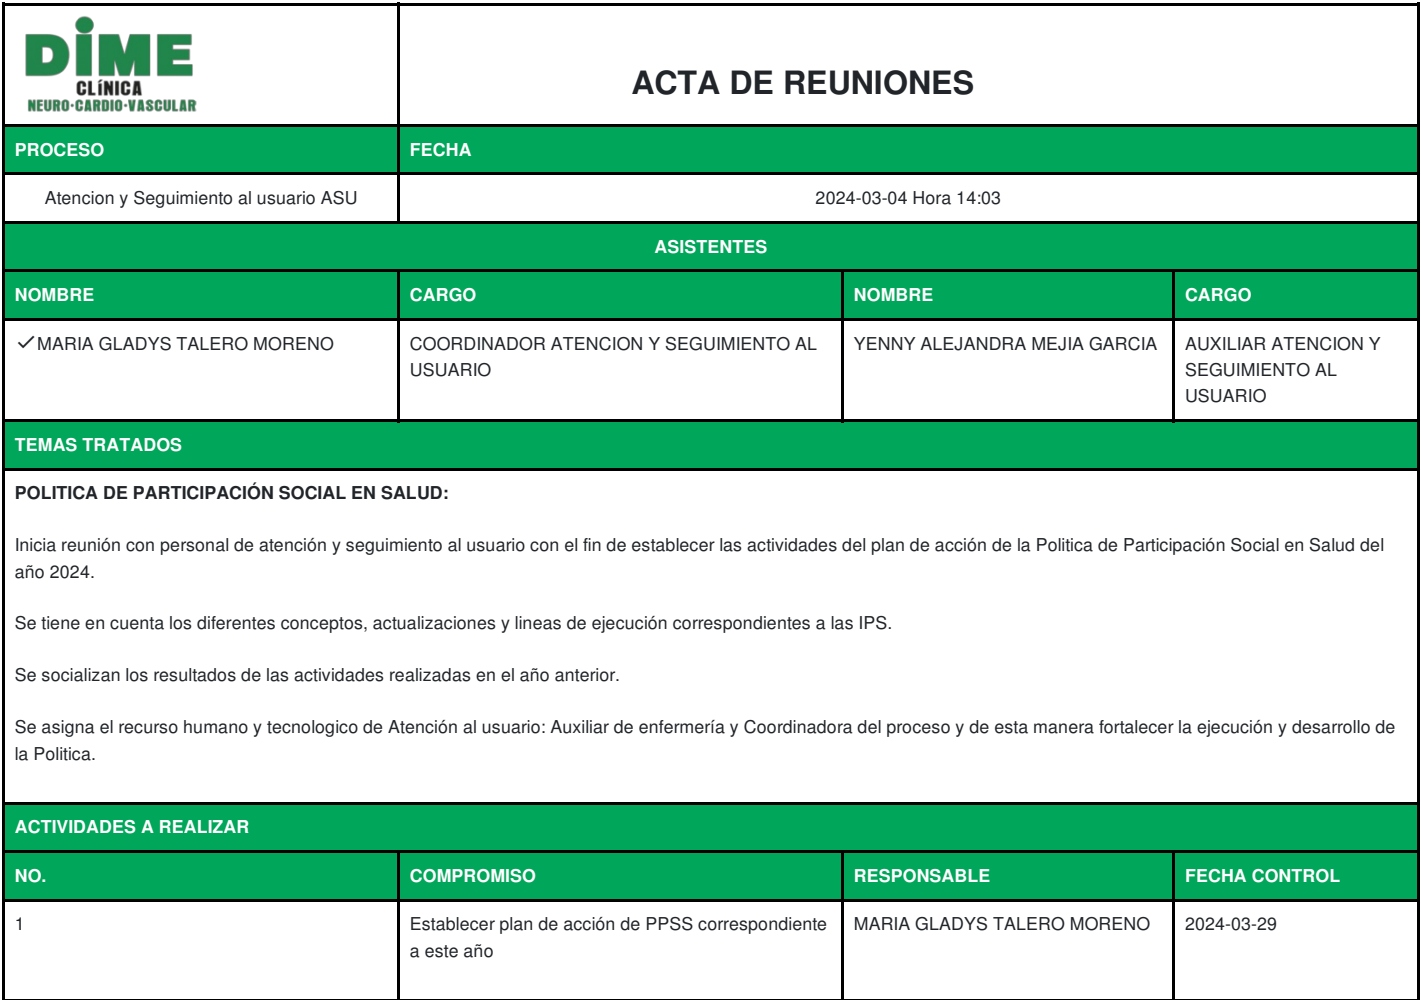 DiME
CLÍNICA
NEURO·CARDIO·VASCULAR
ACTA DE REUNIONES
PROCESO
FECHA
Atencion y Seguimiento al usuario ASU
2024-03-04 Hora 14:03
ASISTENTES
NOMBRE
CARGO
NOMBRE
CARGO
✓MARIA GLADYS TALERO MORENO
COORDINADOR ATENCION Y SEGUIMIENTO AL
USUARIO
YENNY ALEJANDRA MEJIA GARCIA
AUXILIAR ATENCION Y
SEGUIMIENTO AL
USUARIO
TEMAS TRATADOS
POLITICA DE PARTICIPACIÓN SOCIAL EN SALUD:
Inicia reunión con personal de atención y seguimiento al usuario con el fin de establecer las actividades del plan de acción de la Politica de Participación Social en Salud del
año 2024.
Se tiene en cuenta los diferentes conceptos, actualizaciones y lineas de ejecución correspondientes a las IPS.
Se socializan los resultados de las actividades realizadas en el año anterior.
Se asigna el recurso humano y tecnologico de Atención al usuario: Auxiliar de enfermería y Coordinadora del proceso y de esta manera fortalecer la ejecución y desarrollo de
la Politica.
ACTIVIDADES A REALIZAR
NO.
COMPROMISO
RESPONSABLE
FECHA CONTROL
1
Establecer plan de acción de PPSS correspondiente
a este año
MARIA GLADYS TALERO MORENO
2024-03-29